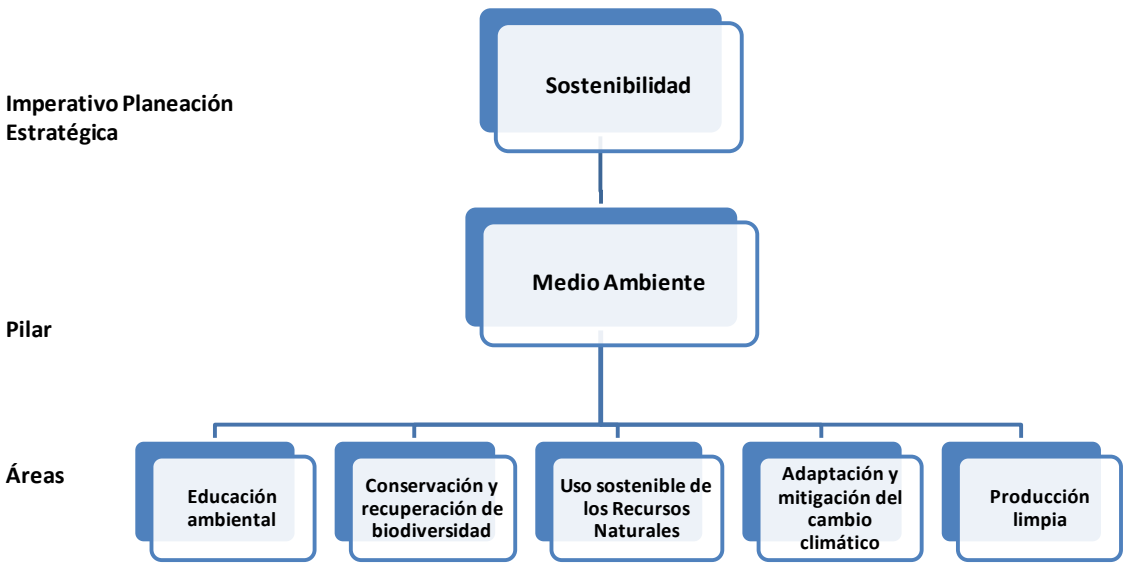 Sostenibilidad
Imperativo Planeación
Estratégica
Medio Ambiente
Pilar
Áreas
Educación
ambiental
Conservación y
recuperación de
biodiversidad
Uso sostenible de
los Recursos
Naturales
Adaptación y
mitigación del
cambio
climático
Producción
limpia